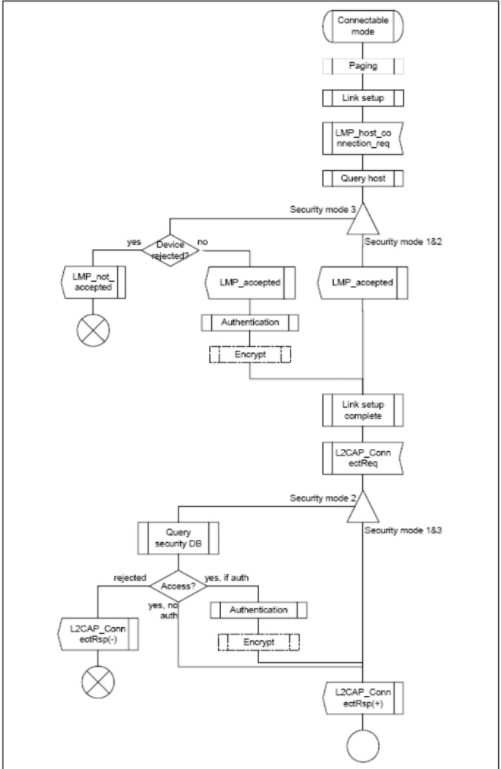 Connectable
mode
Paging
Link setup
LMP_host_co
nnection_req
Query host
Security mode 3
Security mode 1&2
yes
Device
rejected?
no
LMP_not_
accepted
LMP_accepted
LMP_accepted
Authentication
Encrypt
Link setup
complete
L2CAP_Conn
ectReq
Security mode 2
Security mode 1&3
Query
security DB
rejected
Access?
yes, if auth
yes, no
auth
L2CAP_Conn
ectRsp(-)
Authentication
Encrypt
L2CAP_Conn
ectRsp(+)